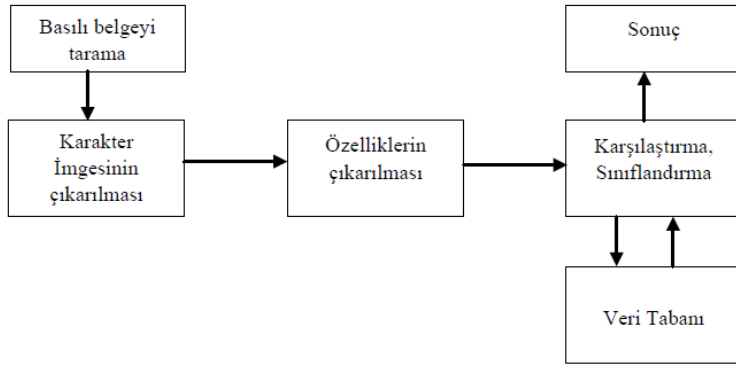 Basılı belgeyi
tarama
Sonuç
Karakter
İmgesinin
çıkarılması
Özelliklerin
çıkarılması
Karşılaştırma,
Sınıflandırma
Veri Tabanı